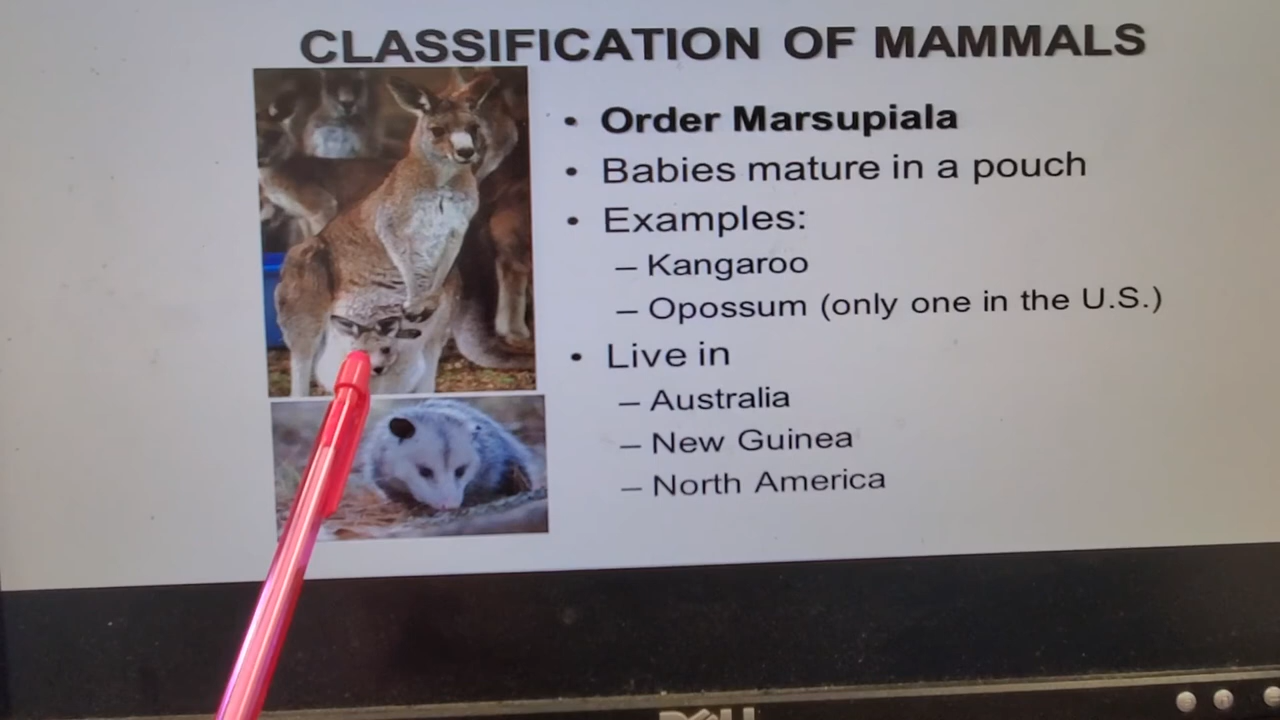 CLASSIFICATION OF MAMMALS
• Order Marsupiala
• Babies mature in a pouch
• Examples:
– Kangaroo
– Opossum (only one in the U.S.)
• Live in
– Australia
– New Guinea
– North America
DELL